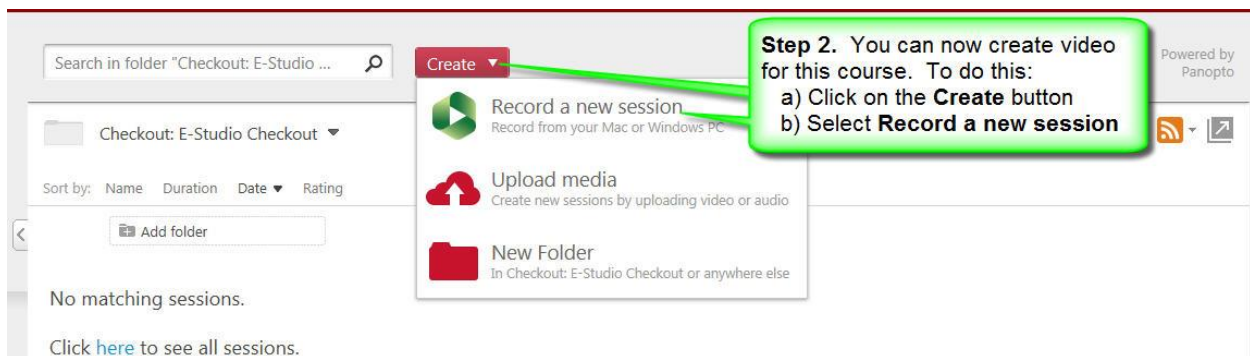 Search in folder "Checkout: E-Studio ...
Create
Step 2. You can now create video
for this course. To do this:
a) Click on the Create button
b) Select Record a new session
Powered by
Panopto
Record a new session
Record from your Mac or Windows PC
Checkout: E-Studio Checkout
Upload media
Create new sessions by uploading video or audio
Sort by: Name Duration Date Rating
Add folder
New Folder
In Checkout: E-Studio Checkout or anywhere else
No matching sessions.
Click here to see all sessions.